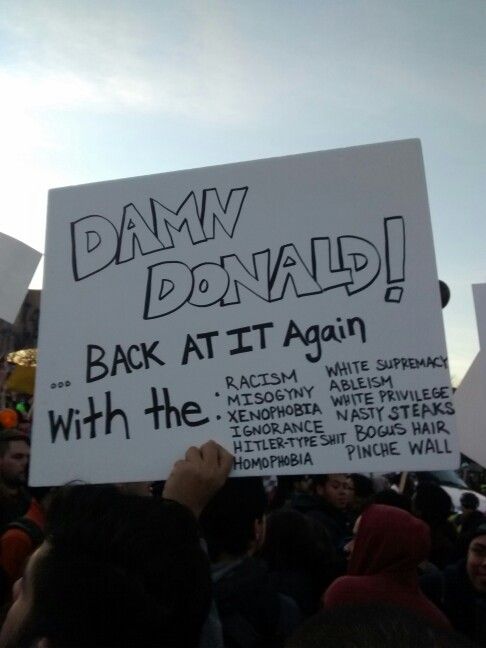 DAMN
DONALD!
... BACK AT IT Again
With the:
RACISM
MISOGYNY
XENOPHOBIA
IGNORANCE
HITLER-TYPE SHIT
HOMOPHOBIA
WHITE SUPREMACY
ABLEISM
WHITE PRIVILEGE
NASTY STEAKS
BOGUS HAIR
PINCHE WALL